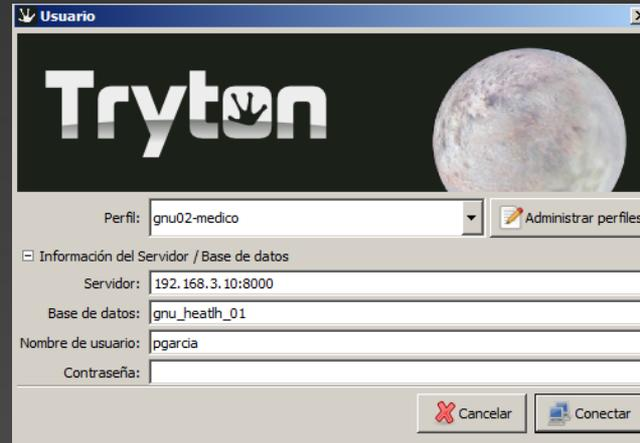 Usuario
Tryton
Perfil: gnu02-medico Administrar perfiles
Información del Servidor / Base de datos
Servidor: 192.168.3.10:8000
Base de datos: gnu_heatlh_01
Nombre de usuario: pgarcia
Contraseña:
Cancelar Conectar